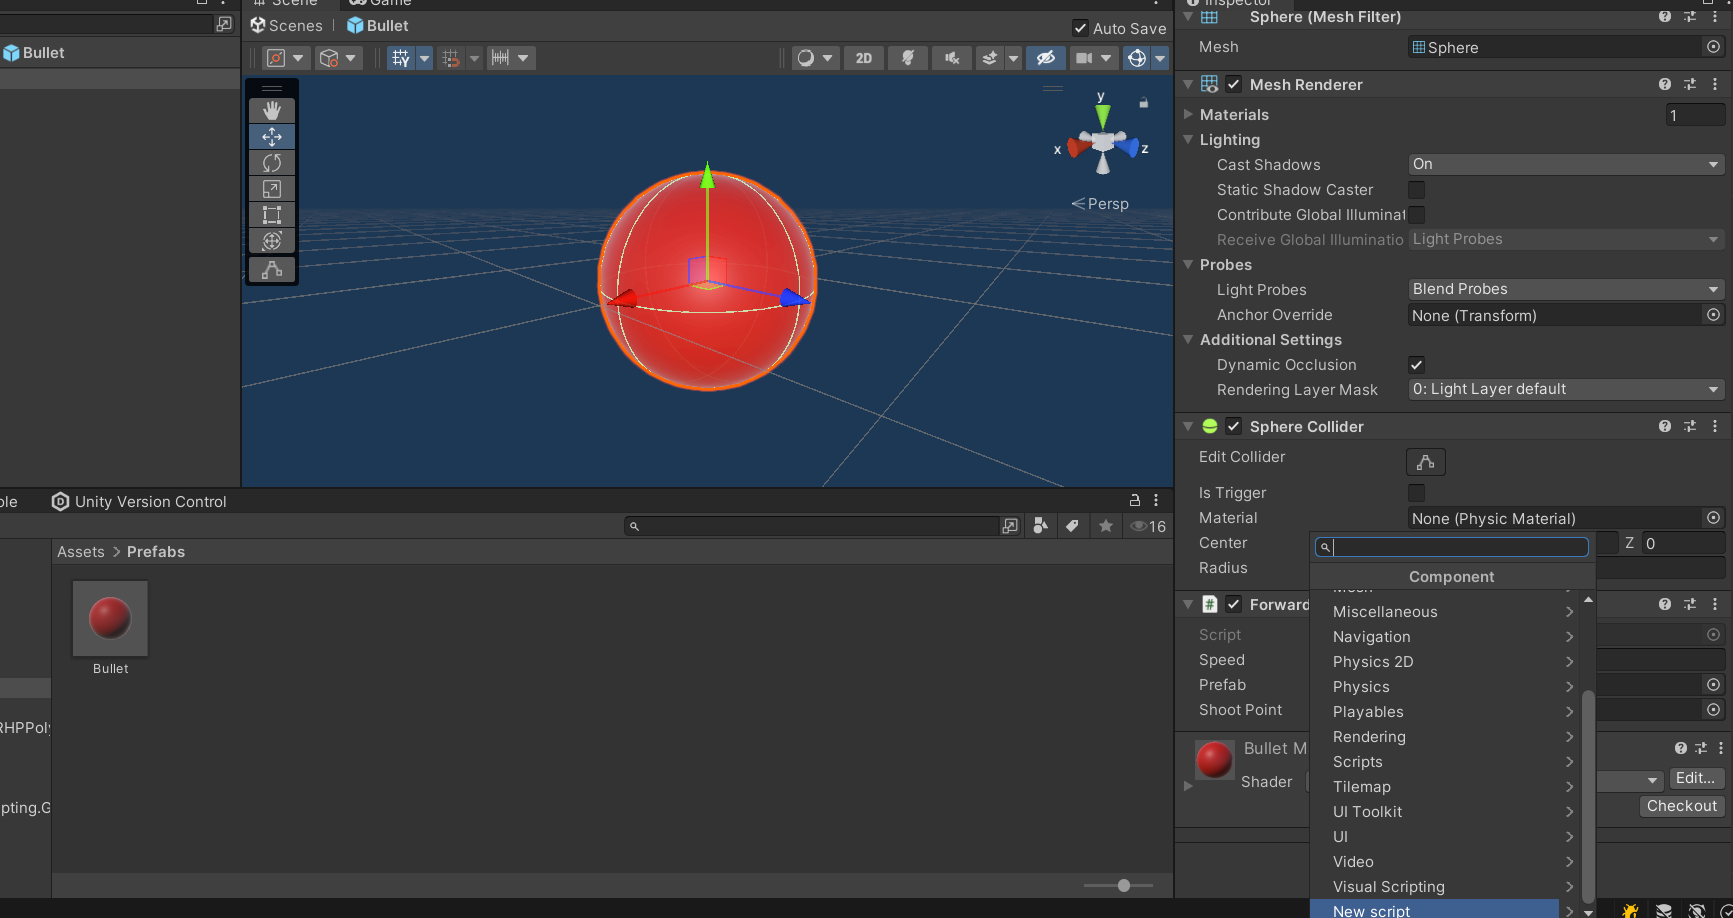 Scene
Game
Inspector
Scenes
Bullet
Auto Save
Bullet
2D
y
x
z
Persp
Sphere (Mesh Filter)
Mesh
Sphere
Mesh Renderer
Materials
1
Lighting
Cast Shadows
On
Static Shadow Caster
Contribute Global Illuminat
Receive Global Illuminatio
Light Probes
Probes
Light Probes
Blend Probes
Anchor Override
None (Transform)
Additional Settings
Dynamic Occlusion
Rendering Layer Mask
0: Light Layer default
Sphere Collider
Edit Collider
Is Trigger
Material
None (Physic Material)
Center
Z 0
Radius
Forward
Script
Speed
Prefab
Shoot Point
Bullet M
Shader
Edit...
Checkout
Component
Mesh
Miscellaneous
Navigation
Physics 2D
Physics
Playables
Rendering
Scripts
Tilemap
UI Toolkit
UI
Video
Visual Scripting
New script
ole
Unity Version Control
16
Assets > Prefabs
Bullet
RHPPoly
pting.G